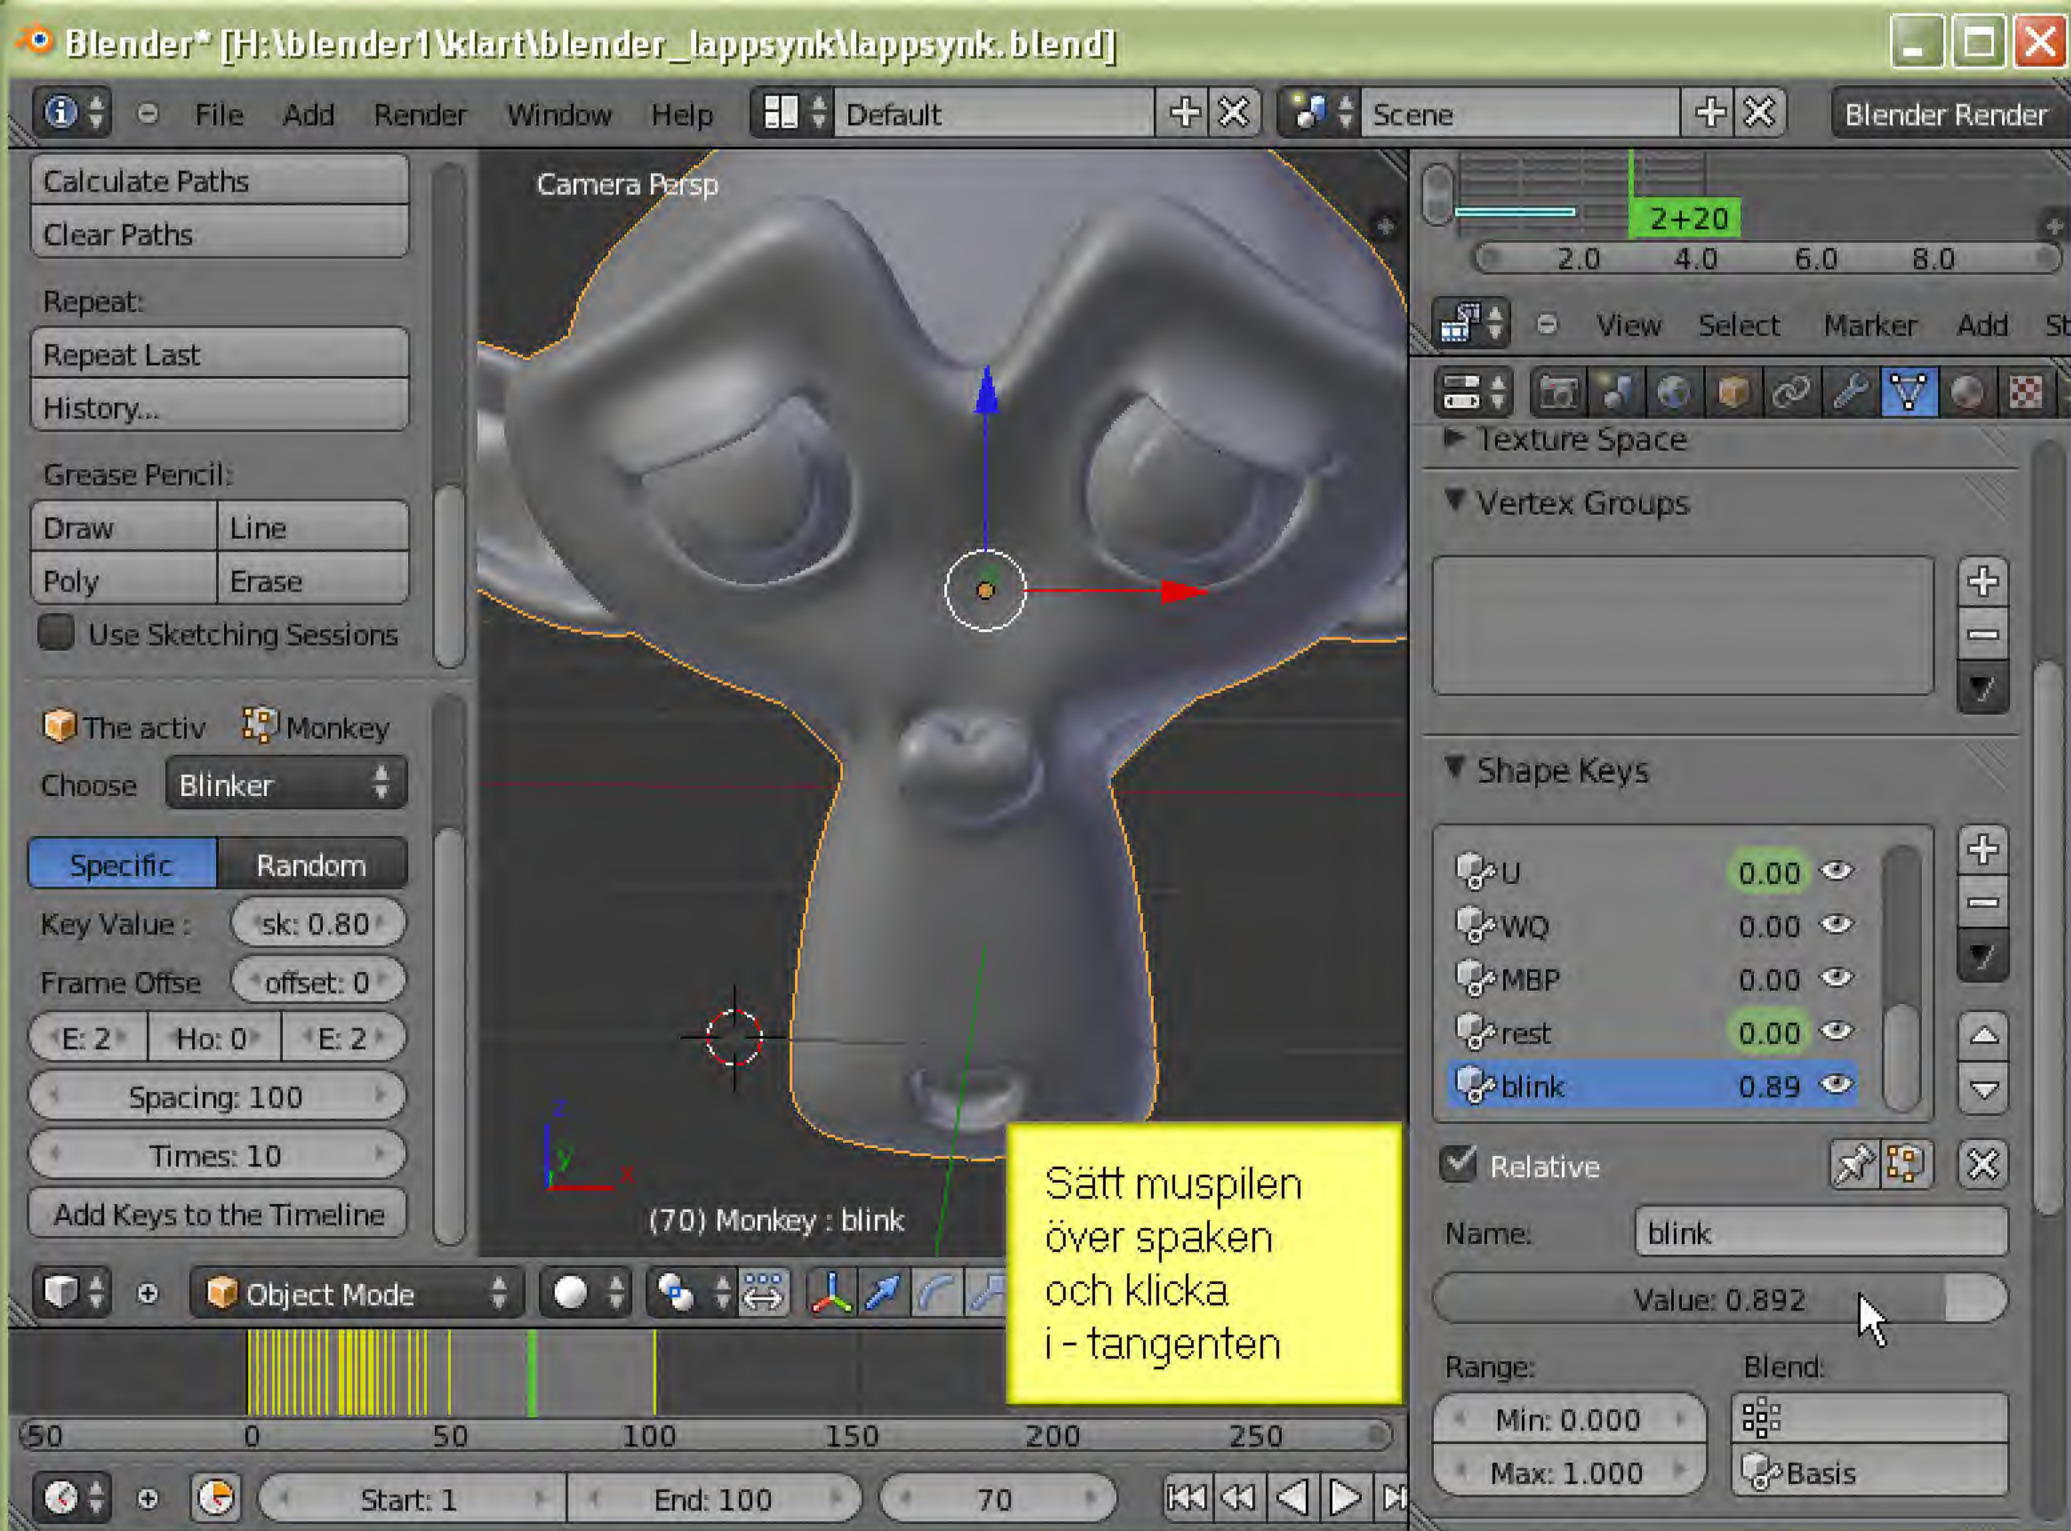 Blender* [H:\blender1\klart\blender_lappsynk\lappsynk.blend]
File Add Render Window Help Default Scene Blender Render
Calculate Paths
Clear Paths
Repeat:
Repeat Last
History...
Grease Pencil:
Draw Line
Poly Erase
Use Sketching Sessions
The activ Monkey
Choose Blinker
Specific Random
Key Value : sk: 0.80
Frame Offse offset: 0
E: 2 Ho: 0 E: 2
Spacing: 100
Times: 10
Add Keys to the Timeline
Camera Persp
z
y
x
(70) Monkey : blink
Sätt muspilen
över spaken
och klicka
i - tangenten
Object Mode
2+20
2.0 4.0 6.0 8.0
View Select Marker Add St
Texture Space
Vertex Groups
Shape Keys
U 0.00
WQ 0.00
MBP 0.00
rest 0.00
blink 0.89
Relative
Name: blink
Value: 0.892
Range: Blend:
Min: 0.000
Max: 1.000 Basis
50 0 50 100 150 200 250
Start: 1 End: 100 70